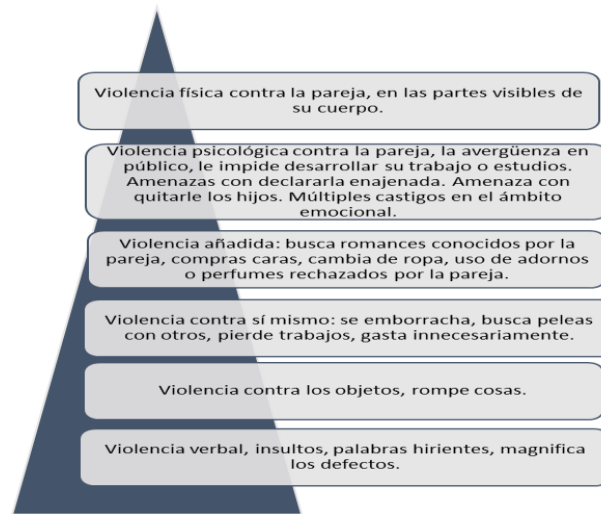 Violencia física contra la pareja, en las partes visibles de
su cuerpo.
Violencia psicológica contra la pareja, la avergüenza en
público, le impide desarrollar su trabajo o estudios.
Amenazas con declararla enajenada. Amenaza con
quitarle los hijos. Múltiples castigos en el ámbito
emocional.
Violencia añadida: busca romances conocidos por la
pareja, compras caras, cambia de ropa, uso de adornos
o perfumes rechazados por la pareja.
Violencia contra sí mismo: se emborracha, busca peleas
con otros, pierde trabajos, gasta innecesariamente.
Violencia contra los objetos, rompe cosas.
Violencia verbal, insultos, palabras hirientes, magnifica
los defectos.